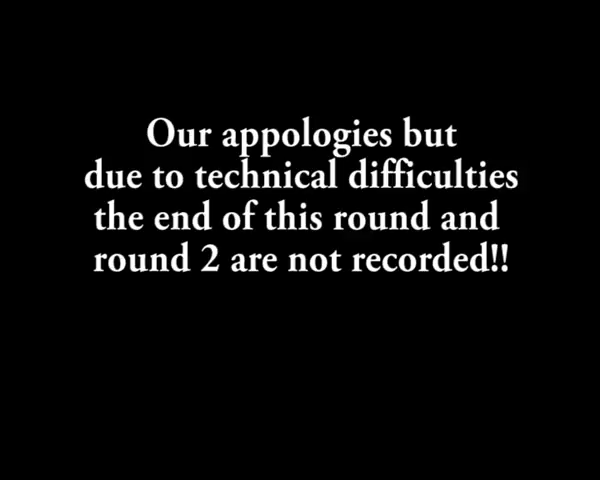 Our appologies but
due to technical difficulties
the end of this round and
round 2 are not recorded!!